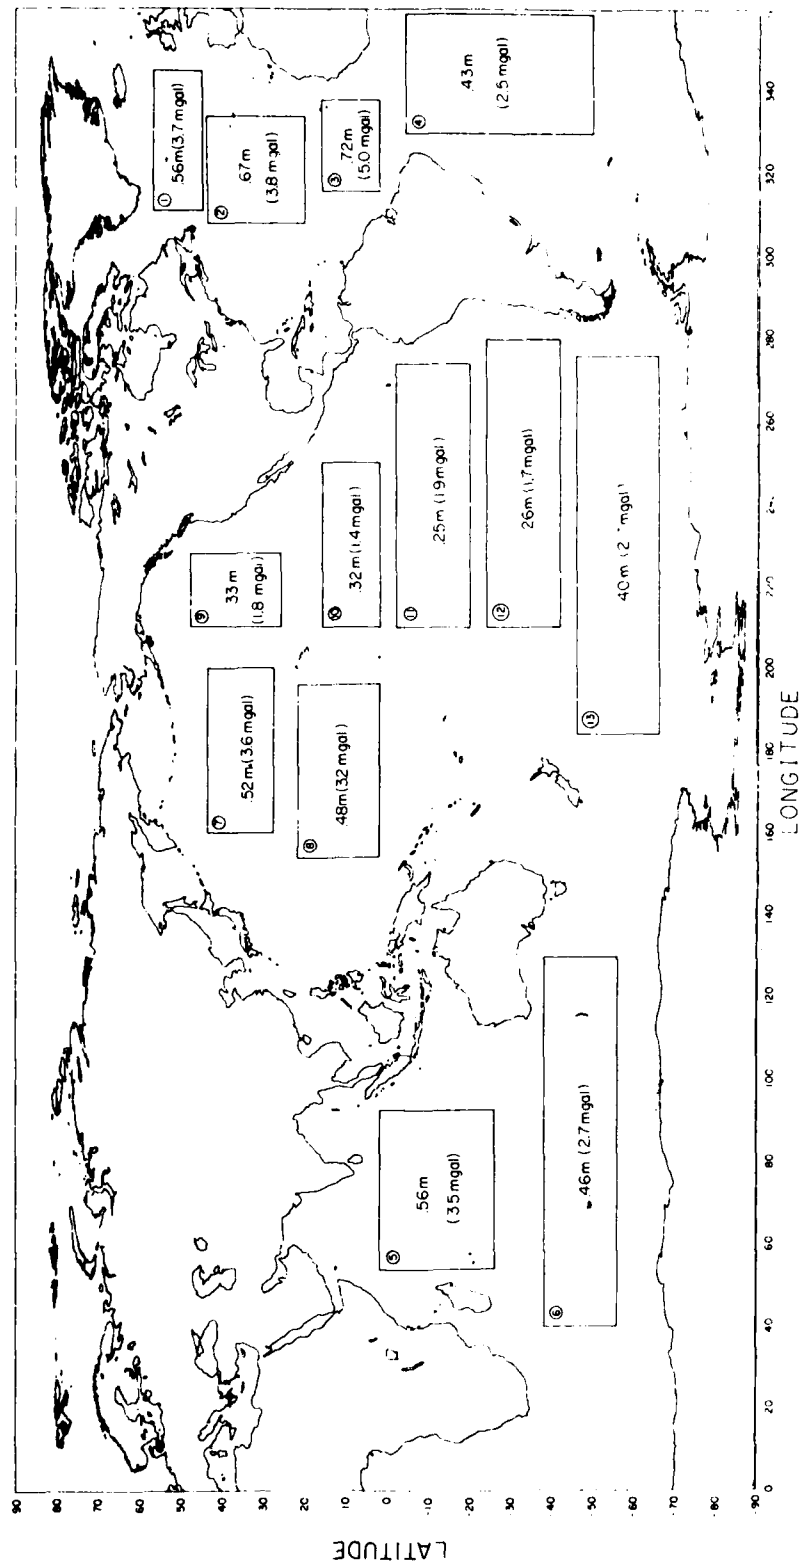 LATITUDE
90
80
70
60
50
40
30
20
10
0
-10
-20
-30
-40
-50
-60
-70
-80
-90
① .56m(3.7 mgal)
② .67m
(3.8 mgal)
③ .72m
(5.0 mgal)
④ .43m
(2.5 mgal)
⑤ .56m
(3.5 mgal)
⑥ .46m (2.7 mgal)
⑦ .52m (3.6 mgal)
⑧ .48m (3.2 mgal)
⑨ .33m
(1.8 mgal)
⑩ .32m (1.4 mgal)
⑪ .25m (1.9 mgal)
⑫ .26m (1.7 mgal)
⑬ .40m (2 mgal)
0
20
40
60
80
100
120
140
160
180
200
220
260
280
300
320
340
LONGITUDE